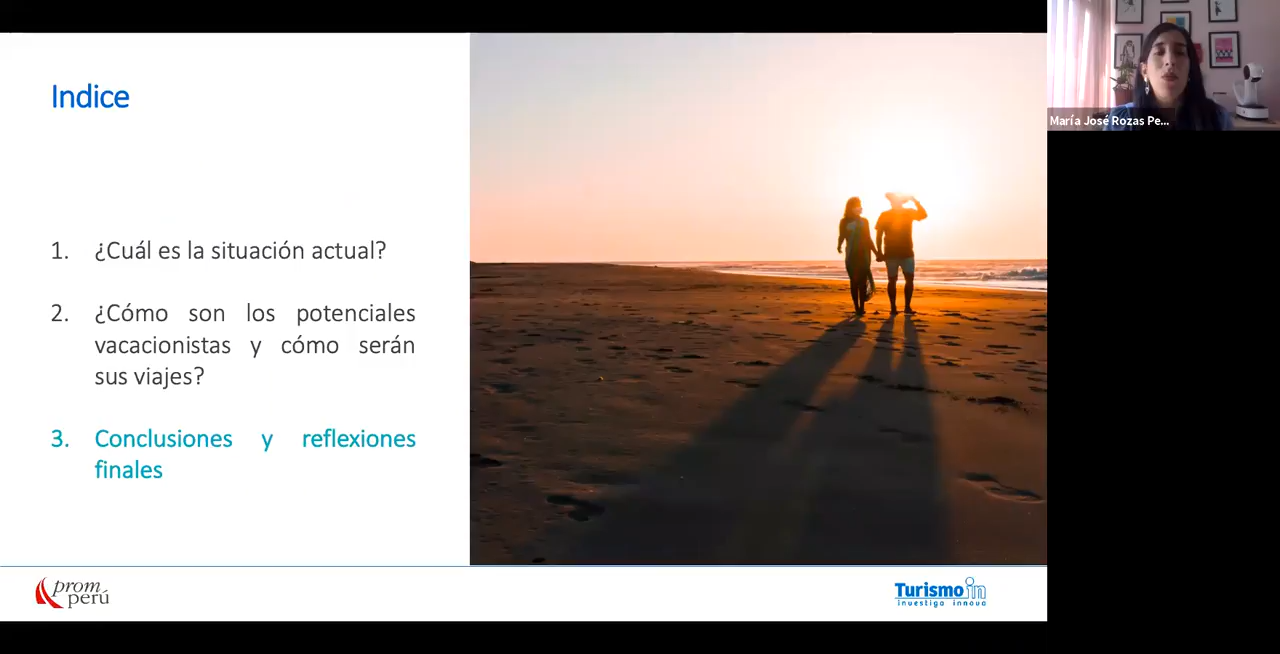 Indice
1. ¿Cuál es la situación actual?
2. ¿Cómo son los potenciales
vacacionistas y cómo serán
sus viajes?
3. Conclusiones y reflexiones
finales
prom
perú
Turismo in
investiga innova
María José Rozas Pe...